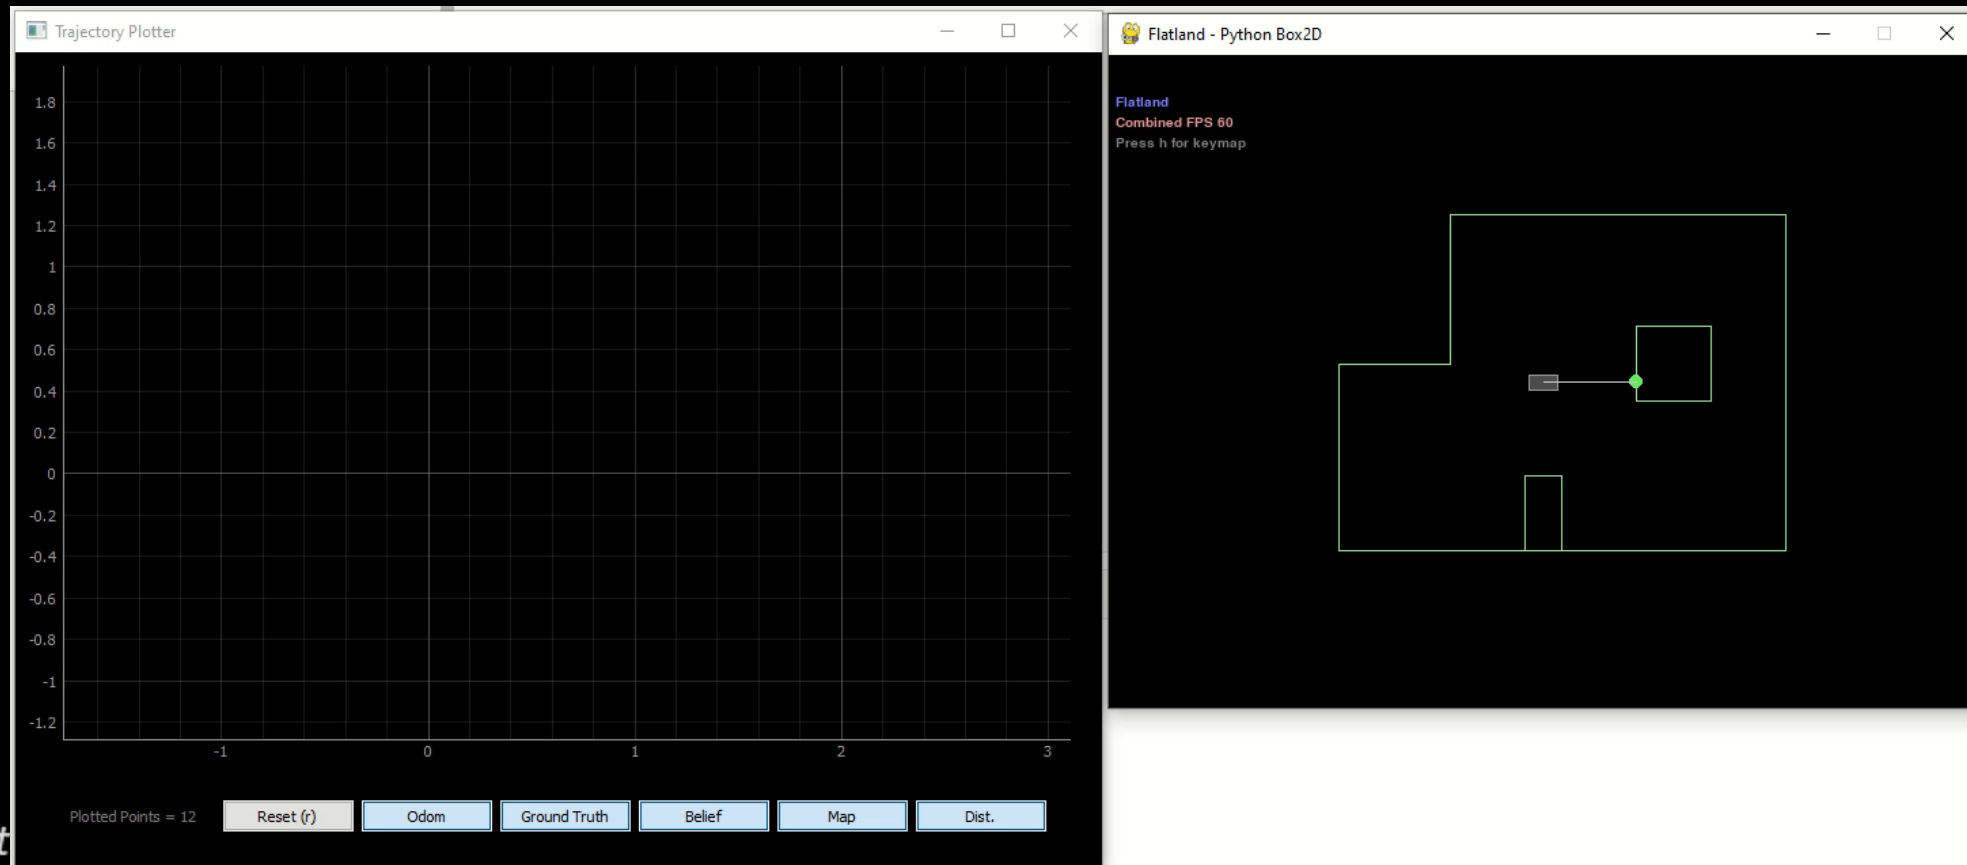 Trajectory Plotter
1.8
1.6
1.4
1.2
1
0.8
0.6
0.4
0.2
0
-0.2
-0.4
-0.6
-0.8
-1
-1.2
-1 0 1 2 3
Plotted Points = 12 Reset (r) Odom Ground Truth Belief Map Dist.
t
Flatland - Python Box2D
Flatland
Combined FPS 60
Press h for keymap